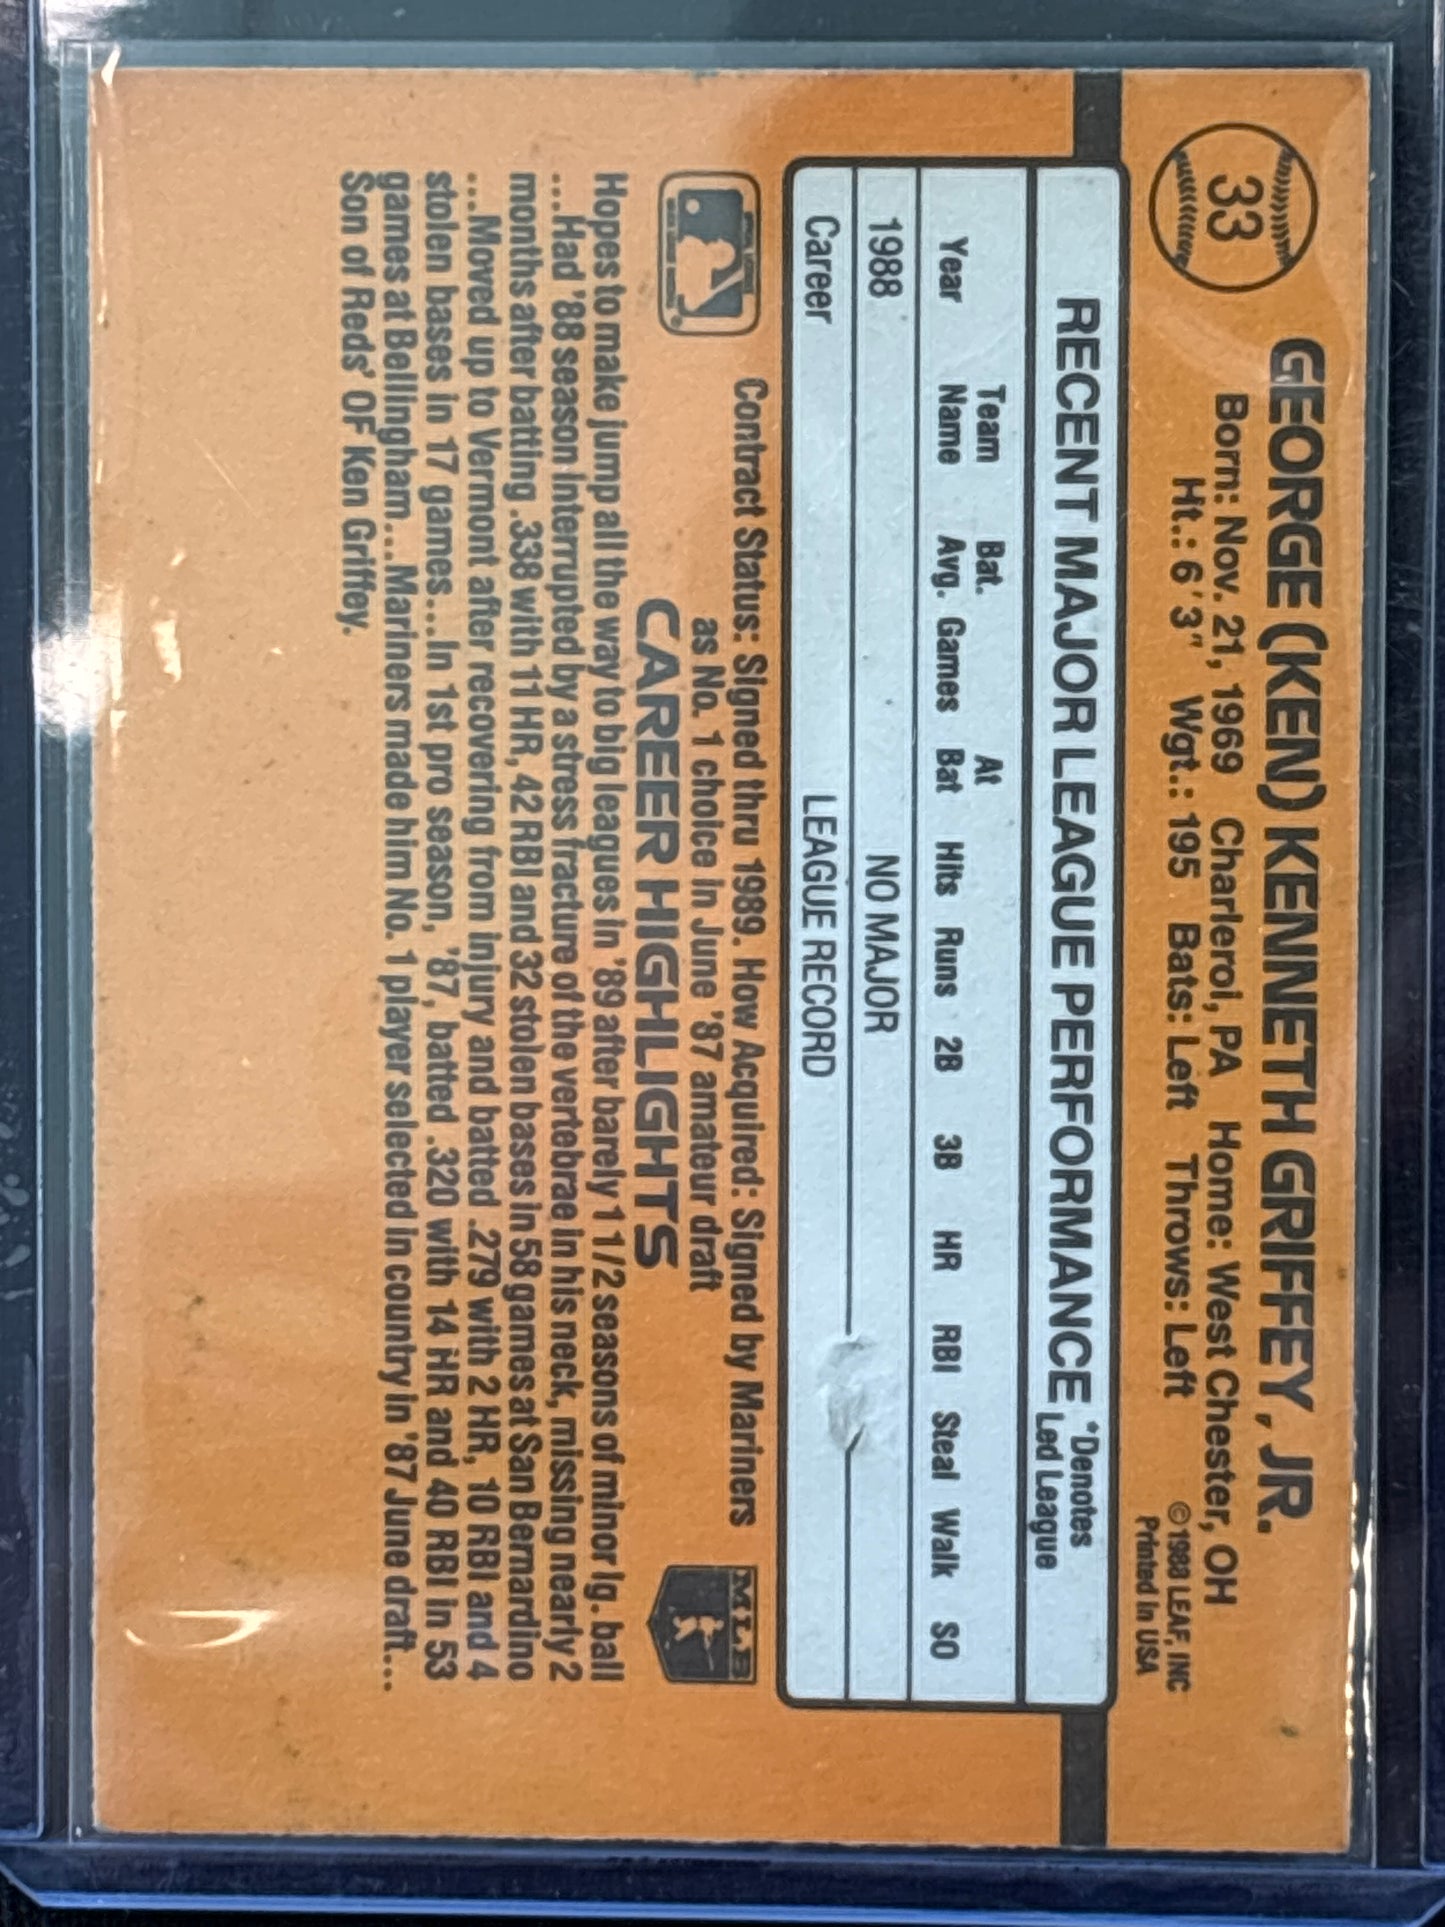 33
GEORGE (KEN) KENNETH GRIFFEY, JR.
Born: Nov. 21, 1969 Charleroi, PA Home: West Chester, OH
Ht.: 6'3" Wgt.: 195 Bats: Left Throws: Left
©1988 LEAF, INC
Printed in USA
RECENT MAJOR LEAGUE PERFORMANCE *Denotes Led League
Year Team Name Bat. Avg. Games At Bat Hits Runs 2B 3B HR RBI Steal Walk SO
1988 NO MAJOR
Career LEAGUE RECORD
Contract Status: Signed thru 1989. How Acquired: Signed by Mariners
as No. 1 choice in June '87 amateur draft
MLB
CAREER HIGHLIGHTS
Hopes to make jump all the way to big leagues in '89 after barely 1 1/2 seasons of minor lg. ball
...Had '88 season interrupted by a stress fracture of the vertebrae in his neck, missing nearly 2
months after batting .338 with 11 HR, 42 RBI and 32 stolen bases in 58 games at San Bernardino
...Moved up to Vermont after recovering from injury and batted .279 with 2 HR, 10 RBI and 4
stolen bases in 17 games...In 1st pro season, '87, batted .320 with 14 HR and 40 RBI in 53
games at Bellingham...Mariners made him No. 1 player selected in country in '87 June draft...
Son of Reds' OF Ken Griffey.